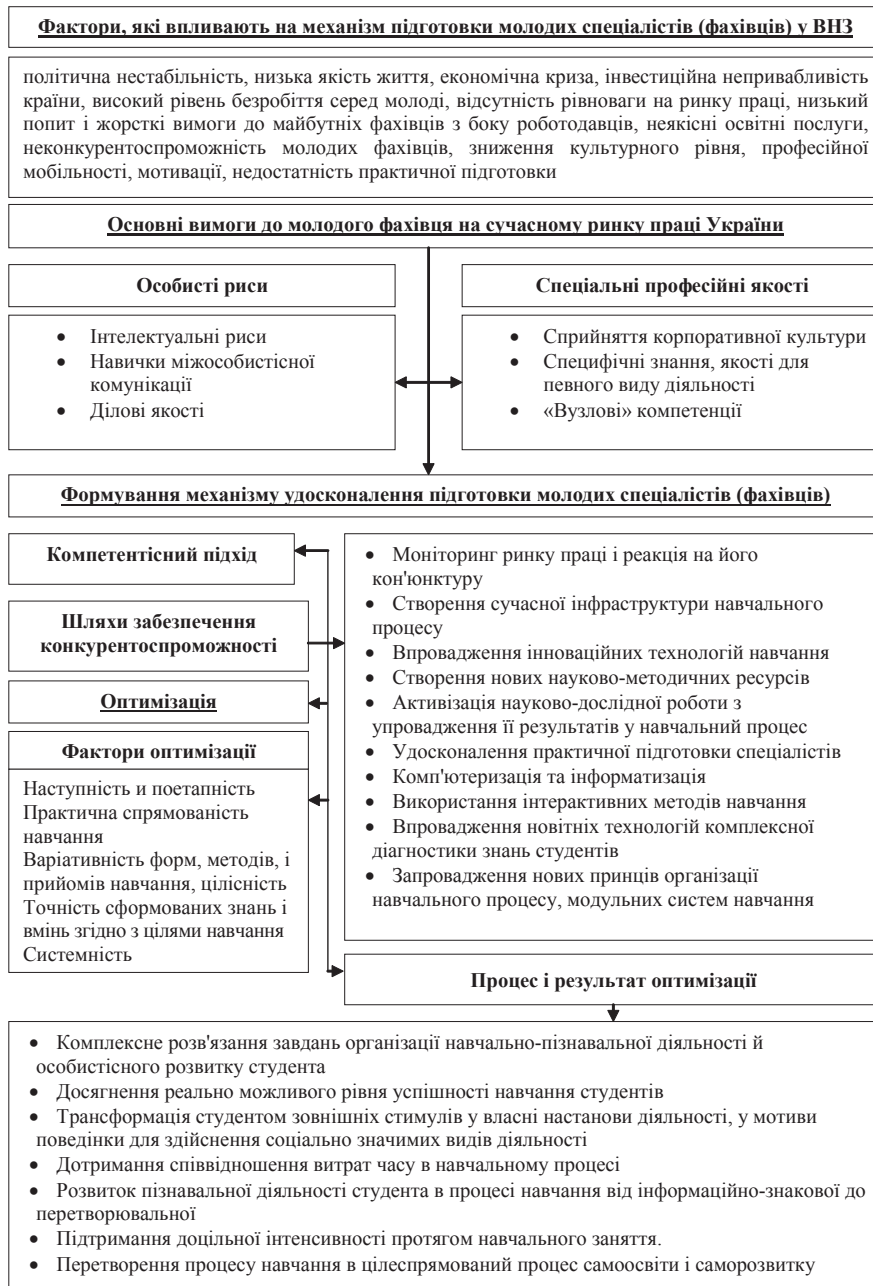 Фактори, які впливають на механізм підготовки молодих спеціалістів (фахівців) у ВНЗ
політична нестабільність, низька якість життя, економічна криза, інвестиційна непривабливість
країни, високий рівень безробіття серед молоді, відсутність рівноваги на ринку праці, низький
попит і жорсткі вимоги до майбутніх фахівців з боку роботодавців, неякісні освітні послуги,
неконкурентоспроможність молодих фахівців, зниження культурного рівня, професійної
мобільності, мотивації, недостатність практичної підготовки
Основні вимоги до молодого фахівця на сучасному ринку праці України
Особисті риси
• Інтелектуальні риси
• Навички міжособистісної
комунікації
• Ділові якості
Спеціальні професійні якості
• Сприйняття корпоративної культури
• Специфічні знання, якості для
певного виду діяльності
• «Вузлові» компетенції
Формування механізму удосконалення підготовки молодих спеціалістів (фахівців)
Компетентісний підхід
Шляхи забезпечення
конкурентоспроможності
Оптимізація
Фактори оптимізації
Наступність и поетапність
Практична спрямованість
навчання
Варіативність форм, методів, і
прийомів навчання, цілісність
Точність сформованих знань і
вмінь згідно з цілями навчання
Системність
• Моніторинг ринку праці і реакція на його
кон'юнктуру
• Створення сучасної інфраструктури навчального
процесу
• Впровадження інноваційних технологій навчання
• Створення нових науково-методичних ресурсів
• Активізація науково-дослідної роботи з
упровадження її результатів у навчальний процес
• Удосконалення практичної підготовки спеціалістів
• Комп'ютеризація та інформатизація
• Використання інтерактивних методів навчання
• Впровадження новітніх технологій комплексної
діагностики знань студентів
• Запровадження нових принципів організації
навчального процесу, модульних систем навчання
Процес і результат оптимізації
• Комплексне розв'язання завдань організації навчально-пізнавальної діяльності й
особистісного розвитку студента
• Досягнення реально можливого рівня успішності навчання студентів
• Трансформація студентом зовнішніх стимулів у власні настанови діяльності, у мотиви
поведінки для здійснення соціально значимих видів діяльності
• Дотримання співвідношення витрат часу в навчальному процесі
• Розвиток пізнавальної діяльності студента в процесі навчання від інформаційно-знакової до
перетворювальної
• Підтримання доцільної інтенсивності протягом навчального заняття.
• Перетворення процесу навчання в цілеспрямований процес самоосвіти і саморозвитку